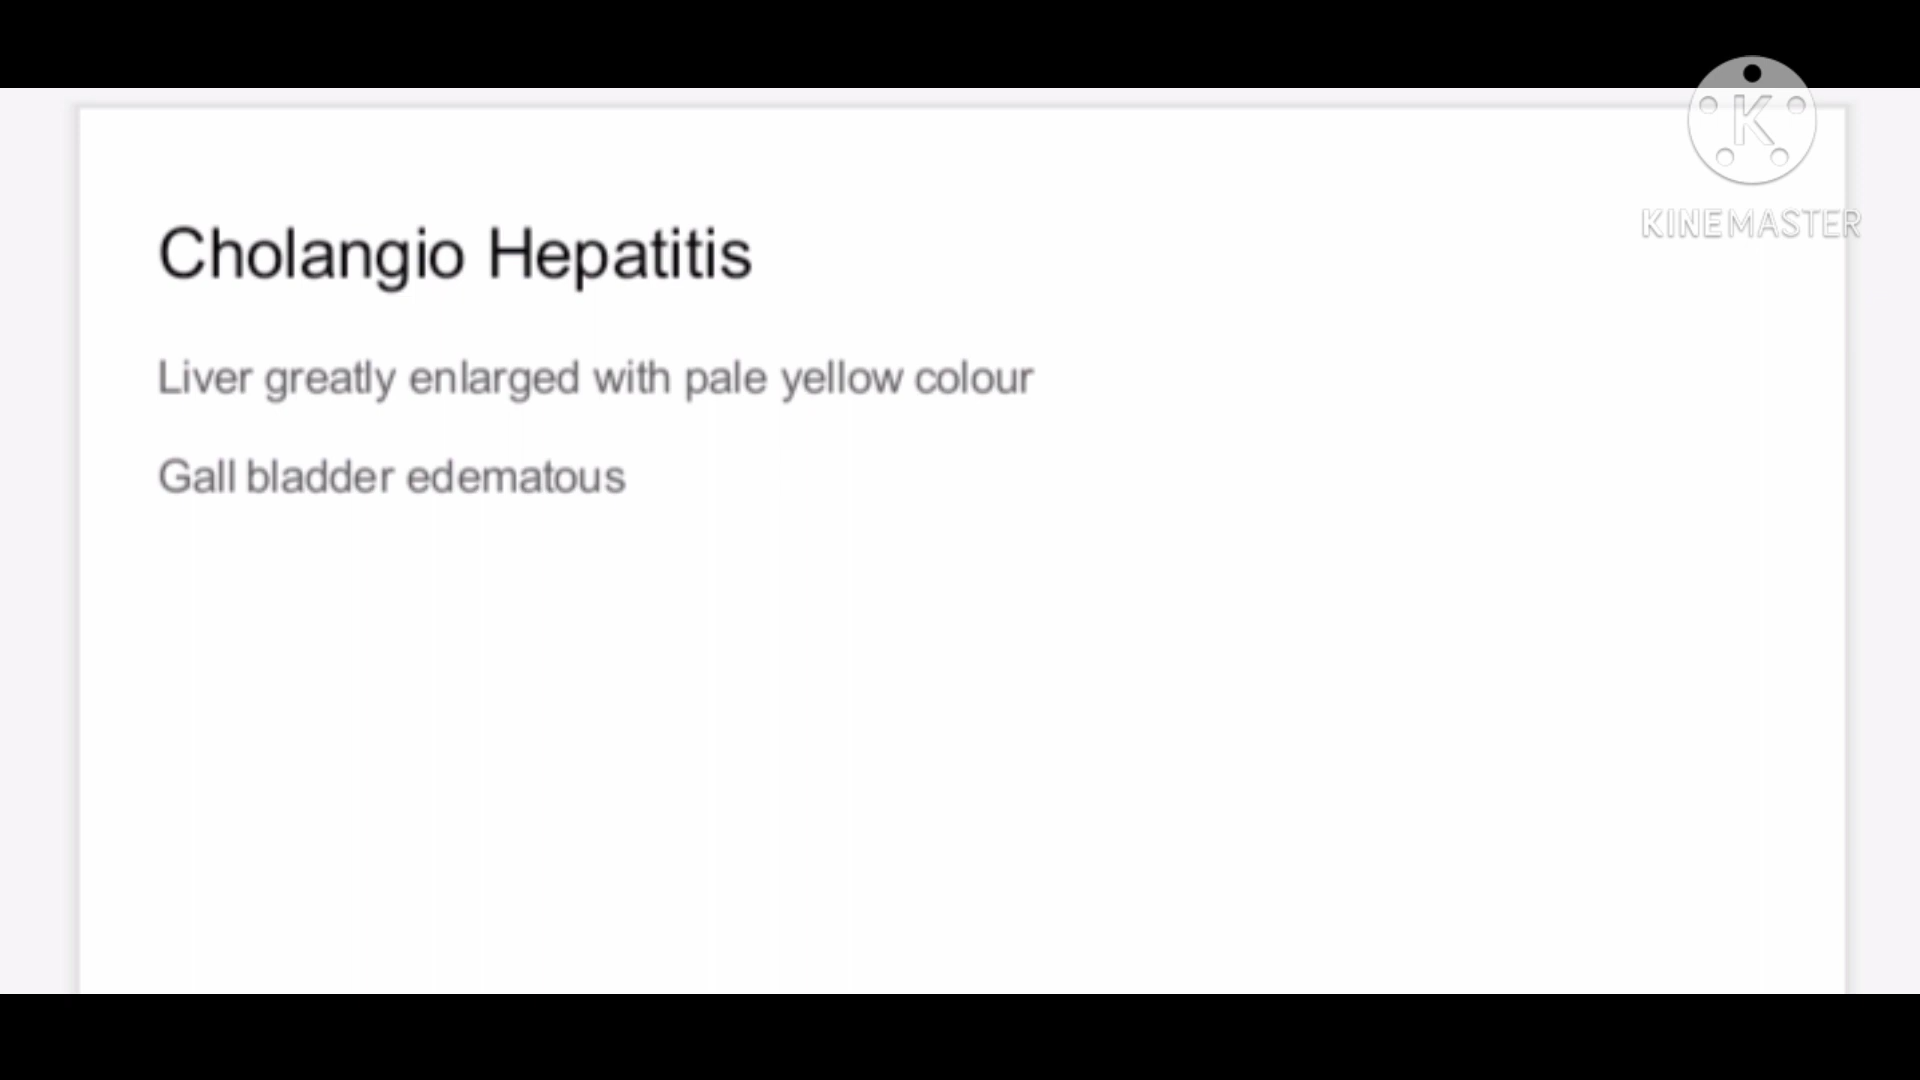 K
KINEMASTER
Cholangio Hepatitis
Liver greatly enlarged with pale yellow colour
Gall bladder edematous